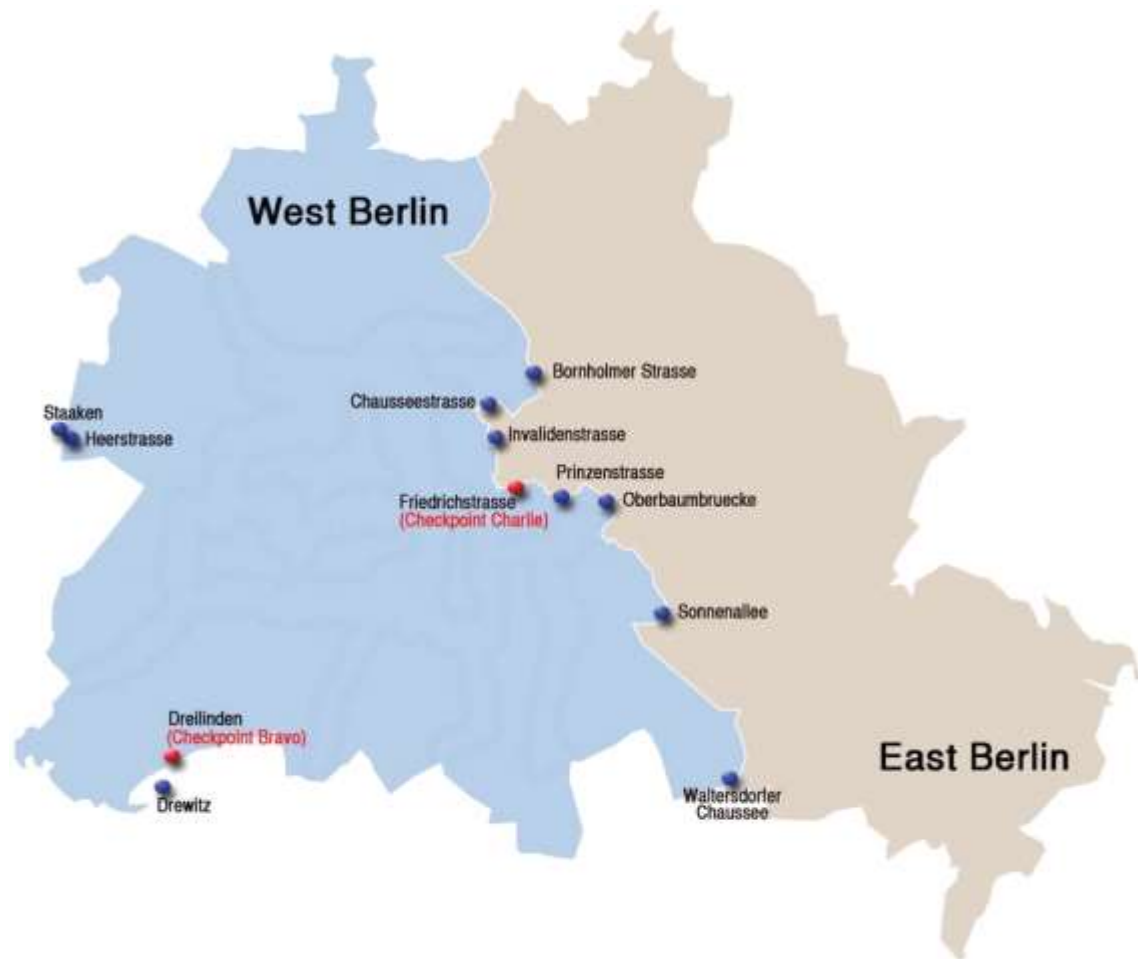 West Berlin
Bornholmer Strasse
Chausseestrasse
Staaken
Heerstrasse
Invalidenstrasse
Prinzenstrasse
Friedrichstrasse
(Checkpoint Charlie)
Oberbaumbruecke
Sonnenallee
Dreilinden
(Checkpoint Bravo)
Drewitz
East Berlin
Waltersdorfer
Chaussee